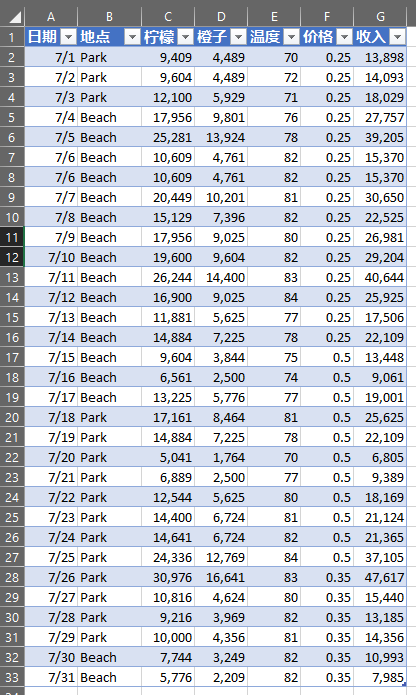 A B C D E F G
1 日期 地点 柠檬 橙子 温度 价格 收入
2 7/1 Park 9,409 4,489 70 0.25 13,898
3 7/2 Park 9,604 4,489 72 0.25 14,093
4 7/3 Park 12,100 5,929 71 0.25 18,029
5 7/4 Beach 17,956 9,801 76 0.25 27,757
6 7/5 Beach 25,281 13,924 78 0.25 39,205
7 7/6 Beach 10,609 4,761 82 0.25 15,370
8 7/6 Beach 10,609 4,761 82 0.25 15,370
9 7/7 Beach 20,449 10,201 81 0.25 30,650
10 7/8 Beach 15,129 7,396 82 0.25 22,525
11 7/9 Beach 17,956 9,025 80 0.25 26,981
12 7/10 Beach 19,600 9,604 82 0.25 29,204
13 7/11 Beach 26,244 14,400 83 0.25 40,644
14 7/12 Beach 16,900 9,025 84 0.25 25,925
15 7/13 Beach 11,881 5,625 77 0.25 17,506
16 7/14 Beach 14,884 7,225 78 0.25 22,109
17 7/15 Beach 9,604 3,844 75 0.5 13,448
18 7/16 Beach 6,561 2,500 74 0.5 9,061
19 7/17 Beach 13,225 5,776 77 0.5 19,001
20 7/18 Park 17,161 8,464 81 0.5 25,625
21 7/19 Park 14,884 7,225 78 0.5 22,109
22 7/20 Park 5,041 1,764 70 0.5 6,805
23 7/21 Park 6,889 2,500 77 0.5 9,389
24 7/22 Park 12,544 5,625 80 0.5 18,169
25 7/23 Park 14,400 6,724 81 0.5 21,124
26 7/24 Park 14,641 6,724 82 0.5 21,365
27 7/25 Park 24,336 12,769 84 0.5 37,105
28 7/26 Park 30,976 16,641 83 0.35 47,617
29 7/27 Park 10,816 4,624 80 0.35 15,440
30 7/28 Park 9,216 3,969 82 0.35 13,185
31 7/29 Park 10,000 4,356 81 0.35 14,356
32 7/30 Beach 7,744 3,249 82 0.35 10,993
33 7/31 Beach 5,776 2,209 82 0.35 7,985